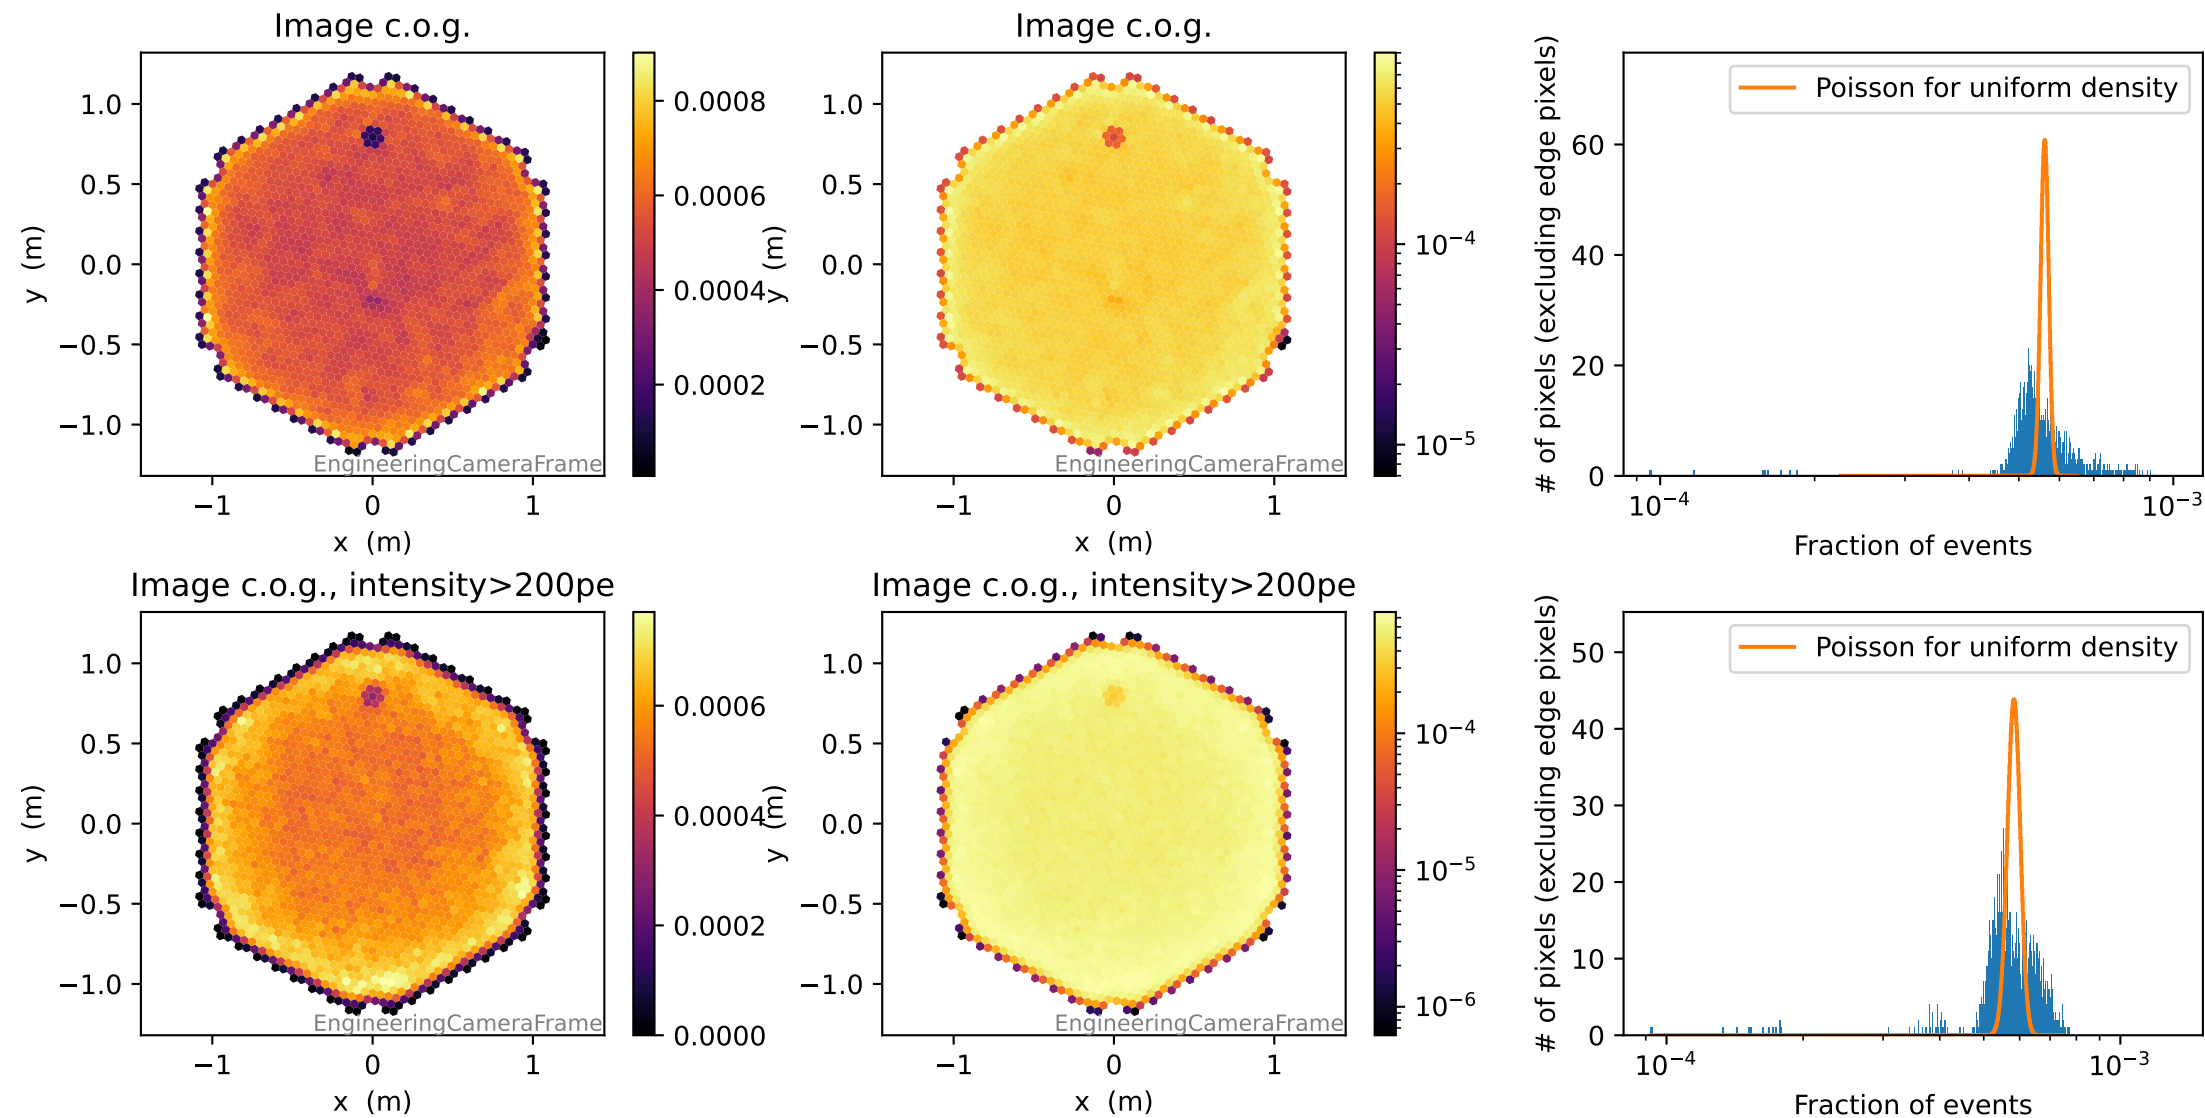 Image c.o.g.
1.0
0.5
0.0
−0.5
−1.0
y (m)
−1 0 1
x (m)
EngineeringCameraFrame
0.0008
0.0006
0.0004
0.0002
Image c.o.g.
1.0
0.5
0.0
−0.5
−1.0
y (m)
−1 0 1
x (m)
EngineeringCameraFrame
10⁻⁴
10⁻⁵
# of pixels (excluding edge pixels)
60
40
20
0
Poisson for uniform density
10⁻⁴ 10⁻³
Fraction of events
Image c.o.g., intensity>200pe
1.0
0.5
0.0
−0.5
−1.0
y (m)
−1 0 1
x (m)
EngineeringCameraFrame
0.0006
0.0004
0.0002
0.0000
Image c.o.g., intensity>200pe
1.0
0.5
0.0
−0.5
−1.0
y (m)
−1 0 1
x (m)
EngineeringCameraFrame
10⁻⁴
10⁻⁵
10⁻⁶
# of pixels (excluding edge pixels)
50
40
30
20
10
0
Poisson for uniform density
10⁻⁴ 10⁻³
Fraction of events